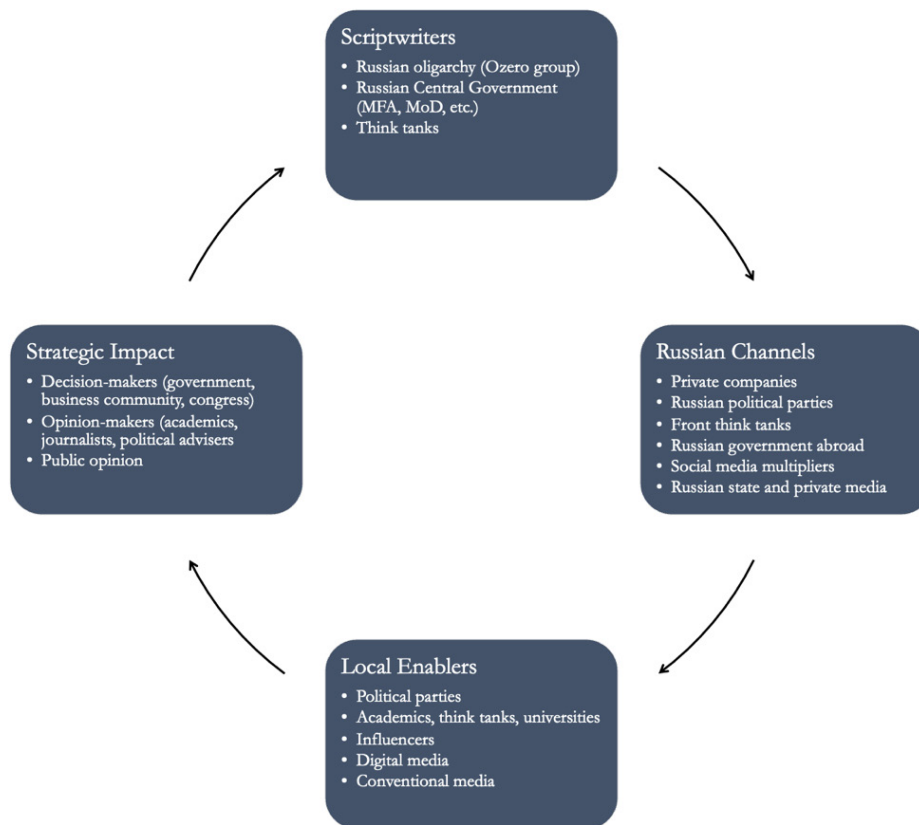 Scriptwriters
• Russian oligarchy (Ozero group)
• Russian Central Government
(MFA, MoD, etc.)
• Think tanks
Strategic Impact
• Decision-makers (government,
business community, congress)
• Opinion-makers (academics,
journalists, political advisers
• Public opinion
Russian Channels
• Private companies
• Russian political parties
• Front think tanks
• Russian government abroad
• Social media multipliers
• Russian state and private media
Local Enablers
• Political parties
• Academics, think tanks, universities
• Influencers
• Digital media
• Conventional media